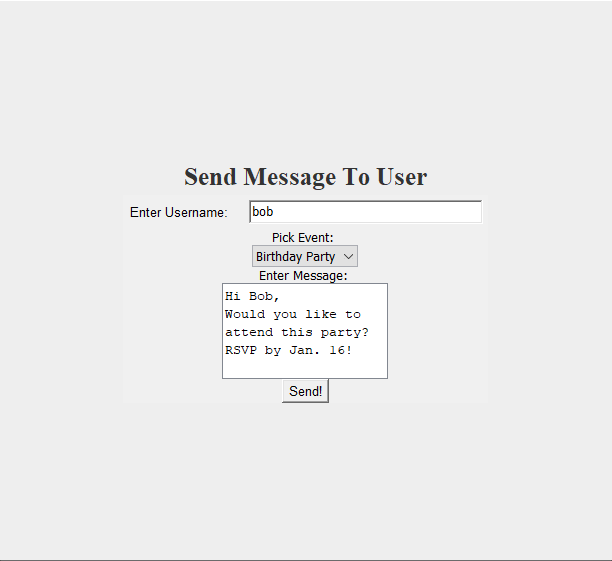 Send Message To User
Enter Username: bob
Pick Event:
Birthday Party
Enter Message:
Hi Bob,
Would you like to
attend this party?
RSVP by Jan. 16!
Send!